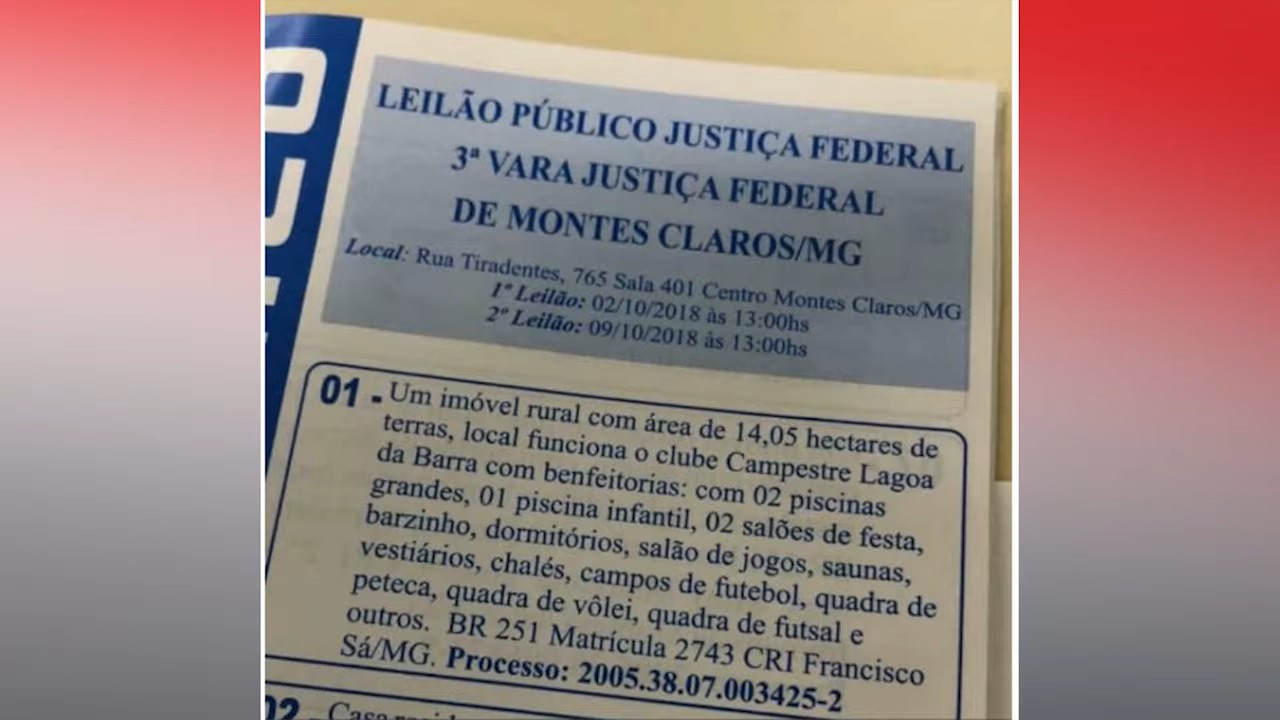 LEILÃO PÚBLICO JUSTIÇA FEDERAL
3ª VARA JUSTIÇA FEDERAL
DE MONTES CLAROS/MG
Local: Rua Tiradentes, 765 Sala 401 Centro Montes Claros/MG
1º Leilão: 02/10/2018 às 13:00hs
2º Leilão: 09/10/2018 às 13:00hs
01 - Um imóvel rural com área de 14,05 hectares de
terras, local funciona o clube Campestre Lagoa
da Barra com benfeitorias: com 02 piscinas
grandes, 01 piscina infantil, 02 salões de festa,
barzinho, dormitórios, salão de jogos, saunas,
vestiários, chalés, campos de futebol, quadra de
peteca, quadra de vôlei, quadra de futsal e
outros. BR 251 Matrícula 2743 CRI Francisco
Sá/MG. Processo: 2005.38.07.003425-2
02 - Casa